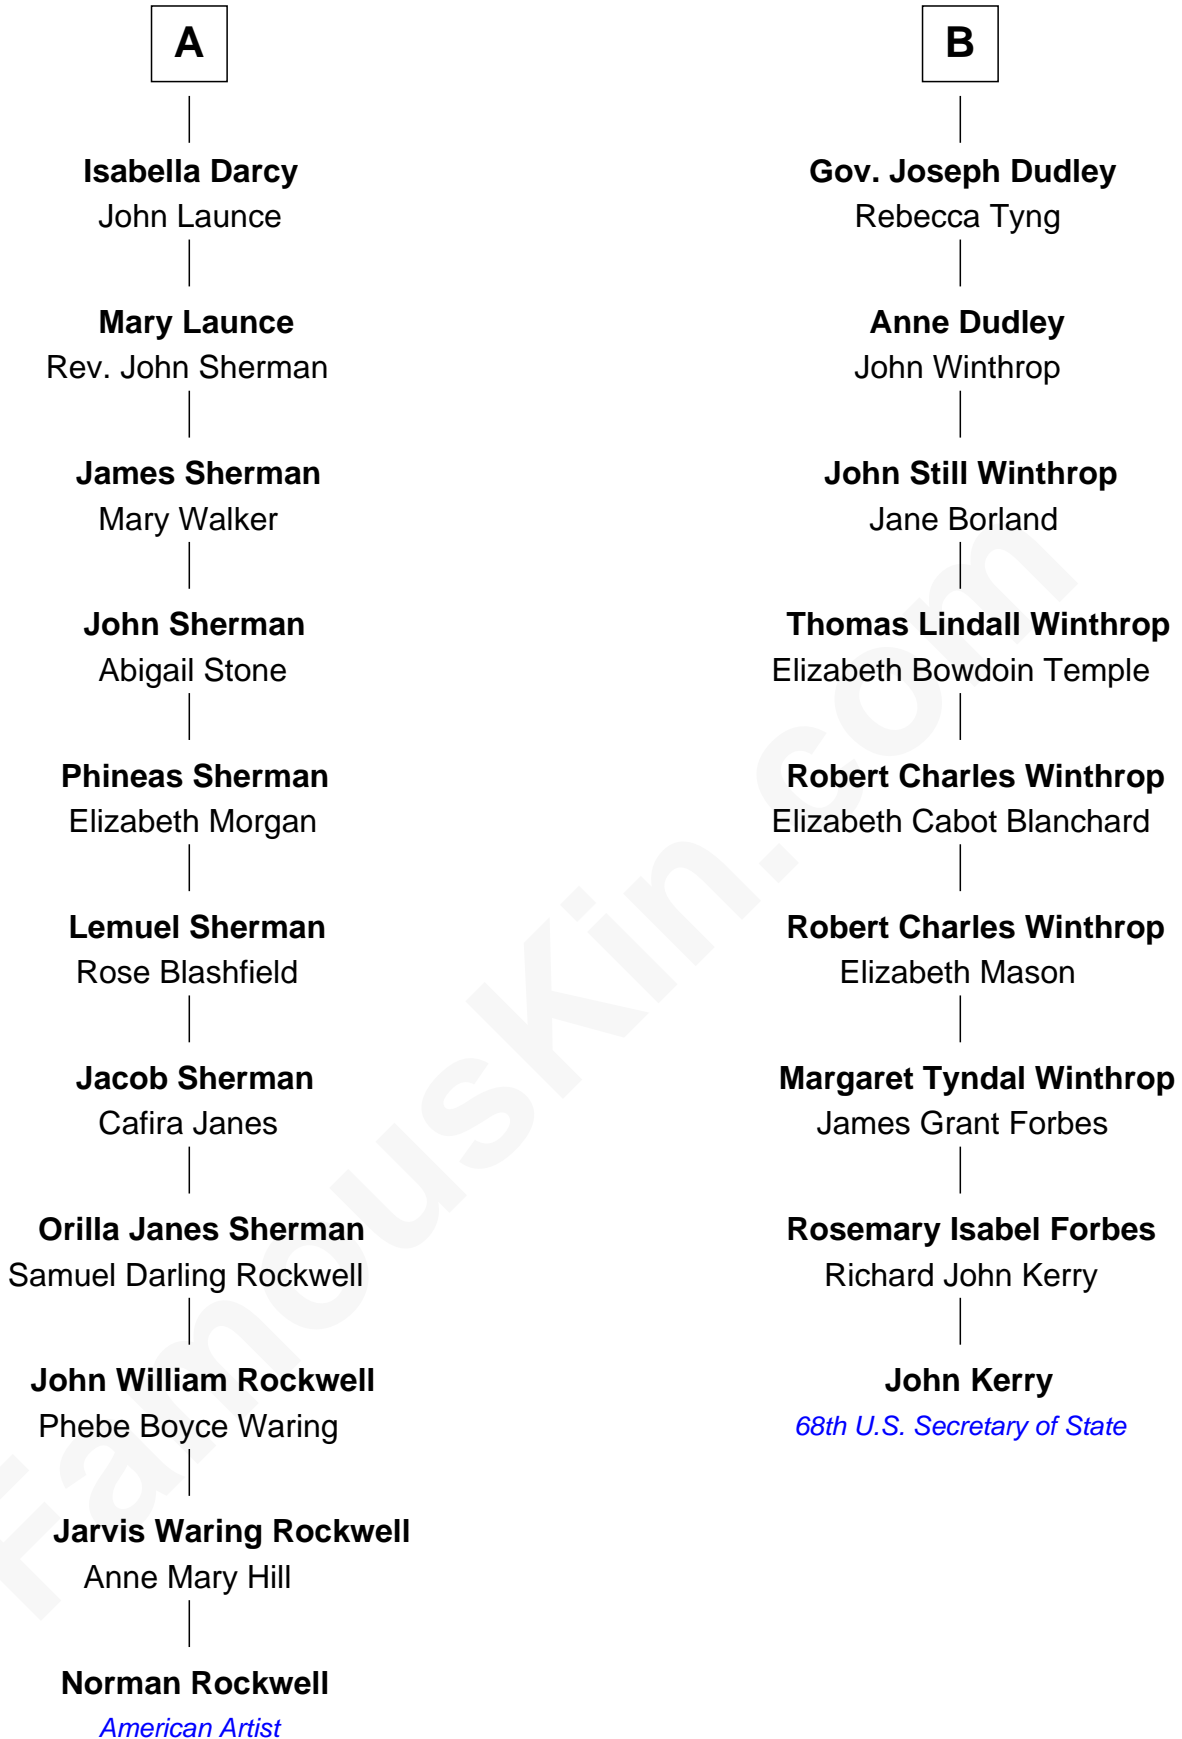 A
Isabella Darcy
John Launce
Mary Launce
Rev. John Sherman
James Sherman
Mary Walker
John Sherman
Abigail Stone
Phineas Sherman
Elizabeth Morgan
Lemuel Sherman
Rose Blashfield
Jacob Sherman
Cafira Janes
Orilla Janes Sherman
Samuel Darling Rockwell
John William Rockwell
Phebe Boyce Waring
Jarvis Waring Rockwell
Anne Mary Hill
Norman Rockwell
American Artist
B
Gov. Joseph Dudley
Rebecca Tyng
Anne Dudley
John Winthrop
John Still Winthrop
Jane Borland
Thomas Lindall Winthrop
Elizabeth Bowdoin Temple
Robert Charles Winthrop
Elizabeth Cabot Blanchard
Robert Charles Winthrop
Elizabeth Mason
Margaret Tyndal Winthrop
James Grant Forbes
Rosemary Isabel Forbes
Richard John Kerry
John Kerry
68th U.S. Secretary of State
FamousKin.com